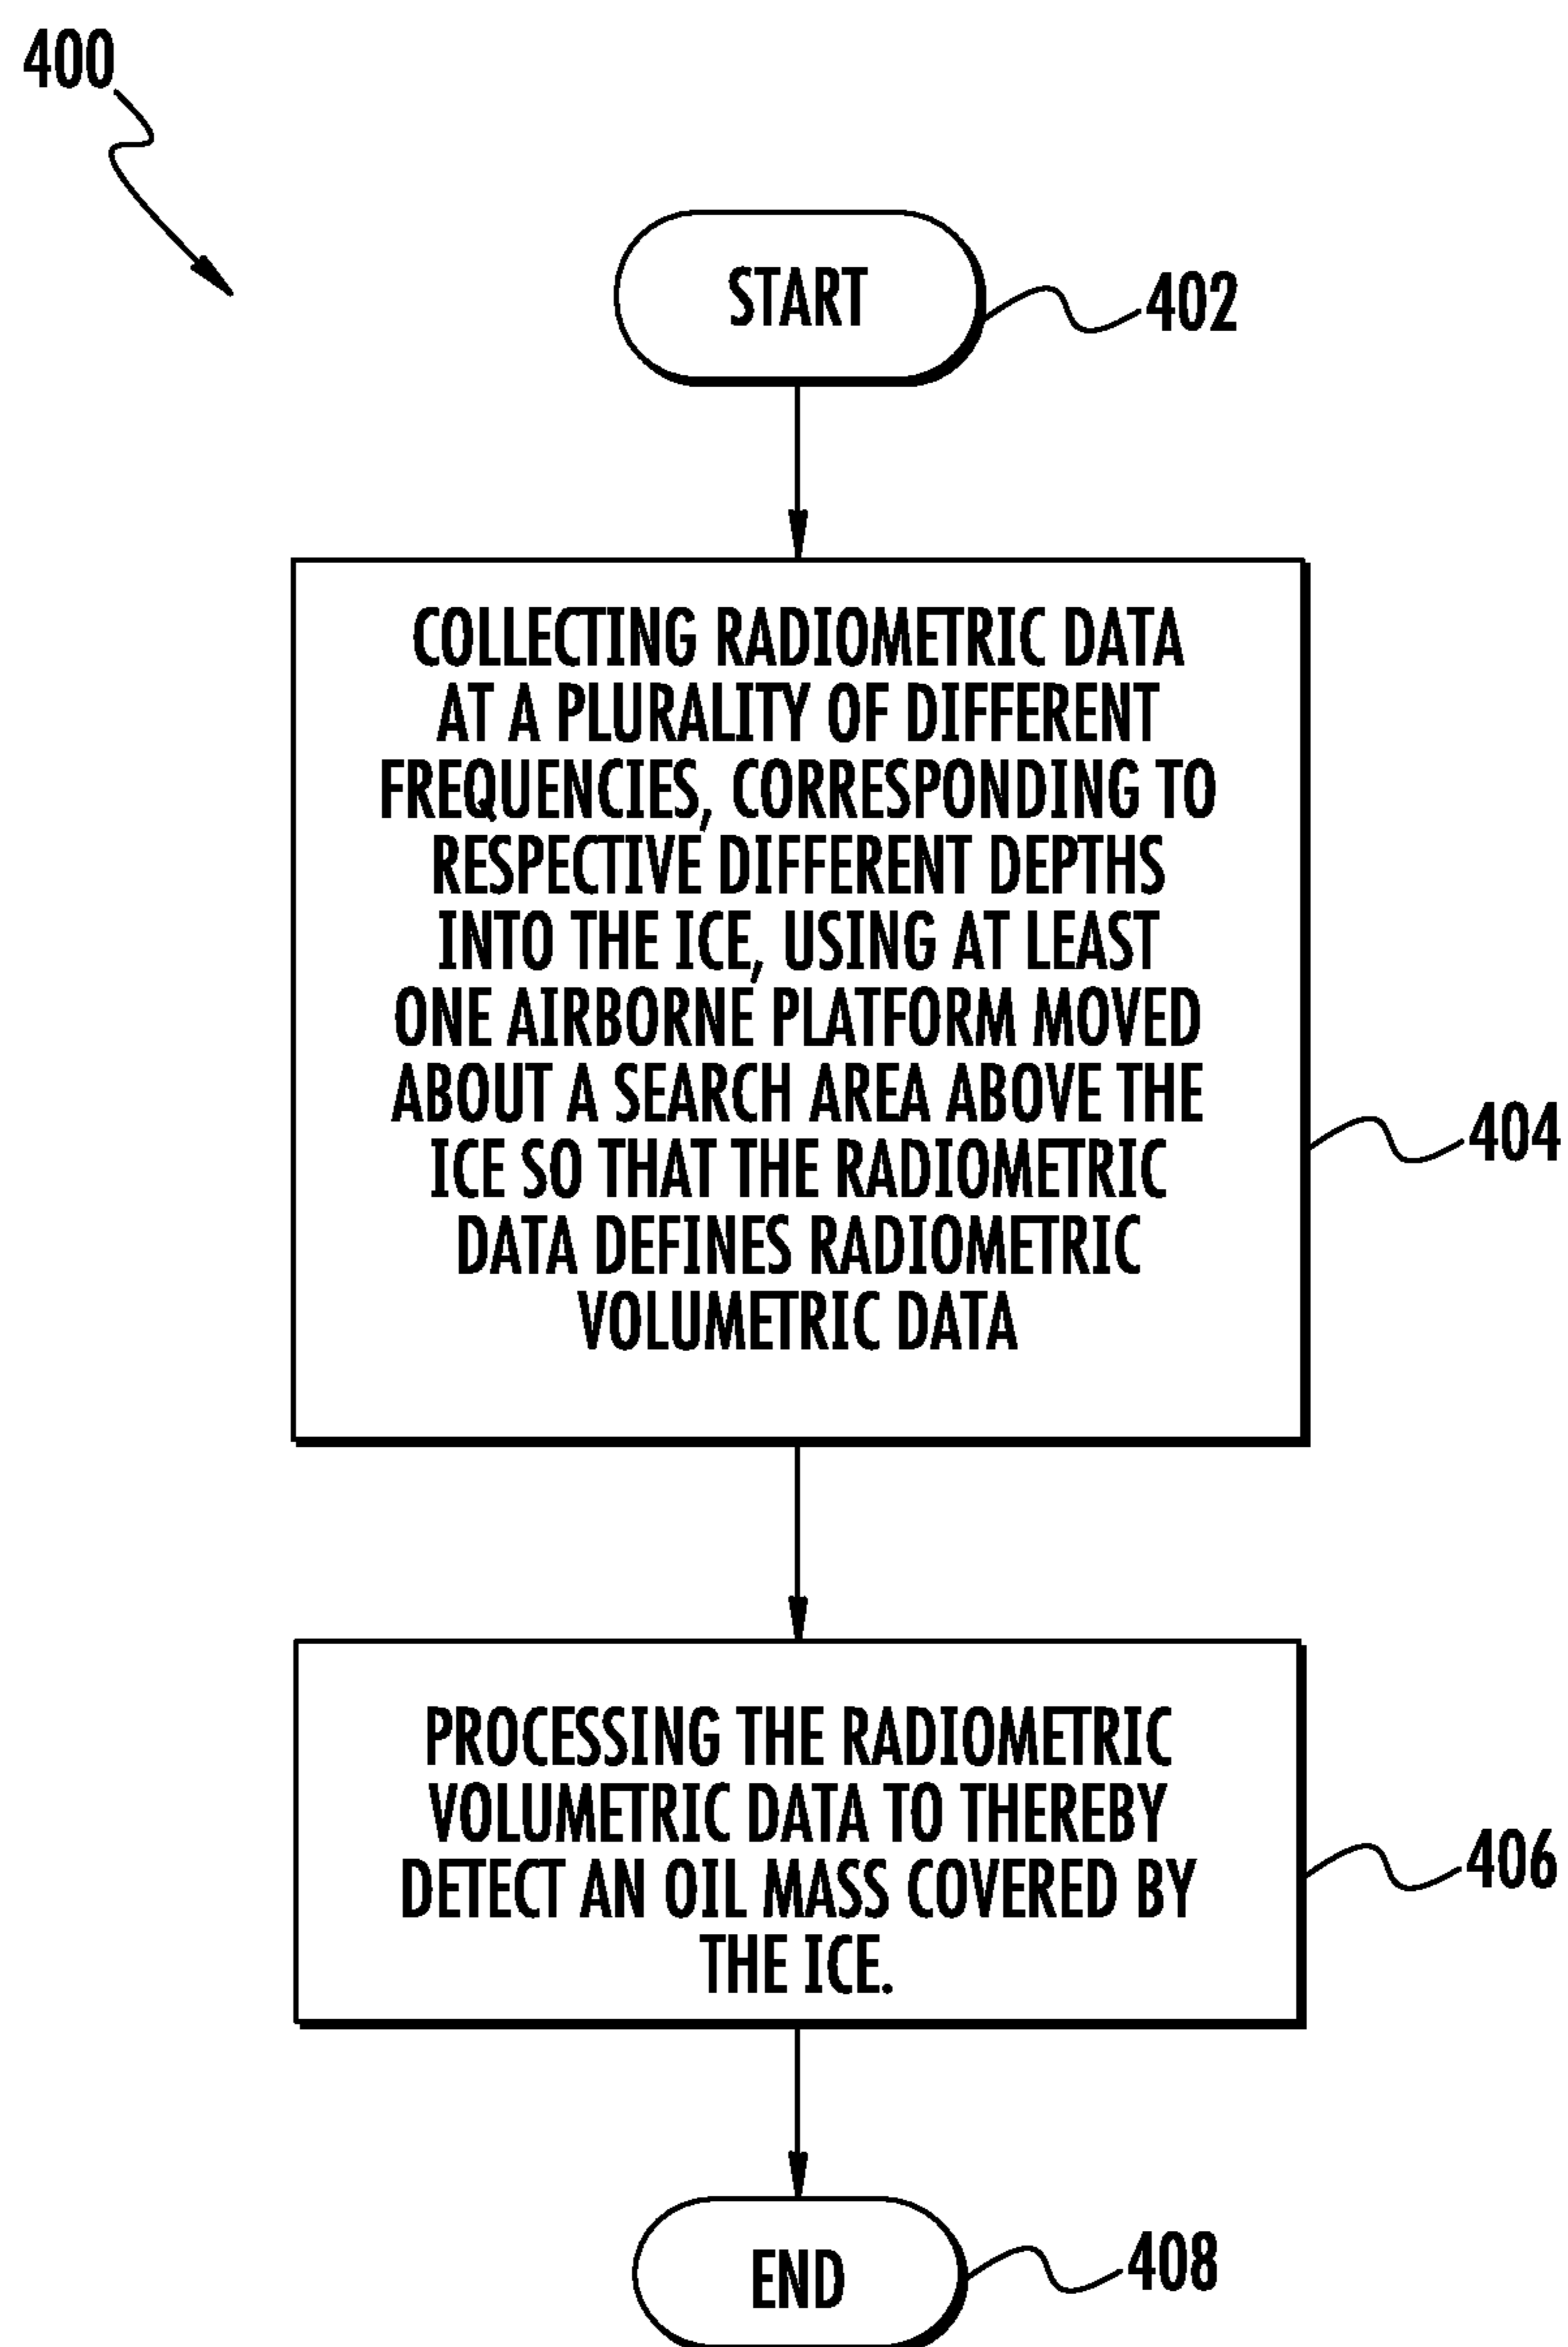 400
START
402
COLLECTING RADIOMETRIC DATA
AT A PLURALITY OF DIFFERENT
FREQUENCIES, CORRESPONDING TO
RESPECTIVE DIFFERENT DEPTHS
INTO THE ICE, USING AT LEAST
ONE AIRBORNE PLATFORM MOVED
ABOUT A SEARCH AREA ABOVE THE
ICE SO THAT THE RADIOMETRIC
DATA DEFINES RADIOMETRIC
VOLUMETRIC DATA
404
PROCESSING THE RADIOMETRIC
VOLUMETRIC DATA TO THEREBY
DETECT AN OIL MASS COVERED BY
THE ICE.
406
END
408